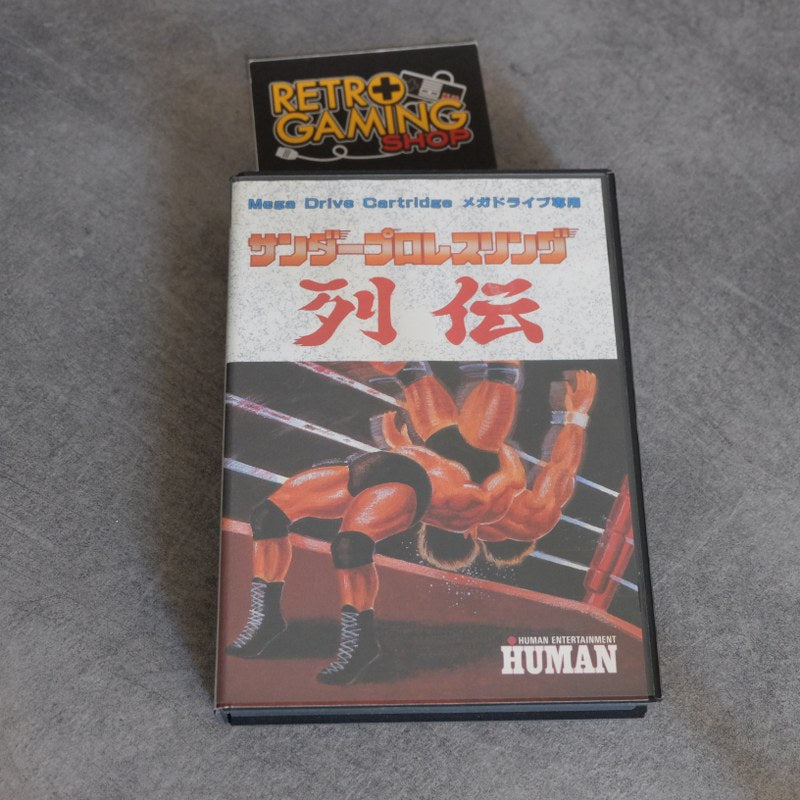 RETRO
GAMING
SHOP
Mega Drive Cartridge メガドライブ専用
サンダープロレスリング
列伝
HUMAN ENTERTAINMENT
HUMAN